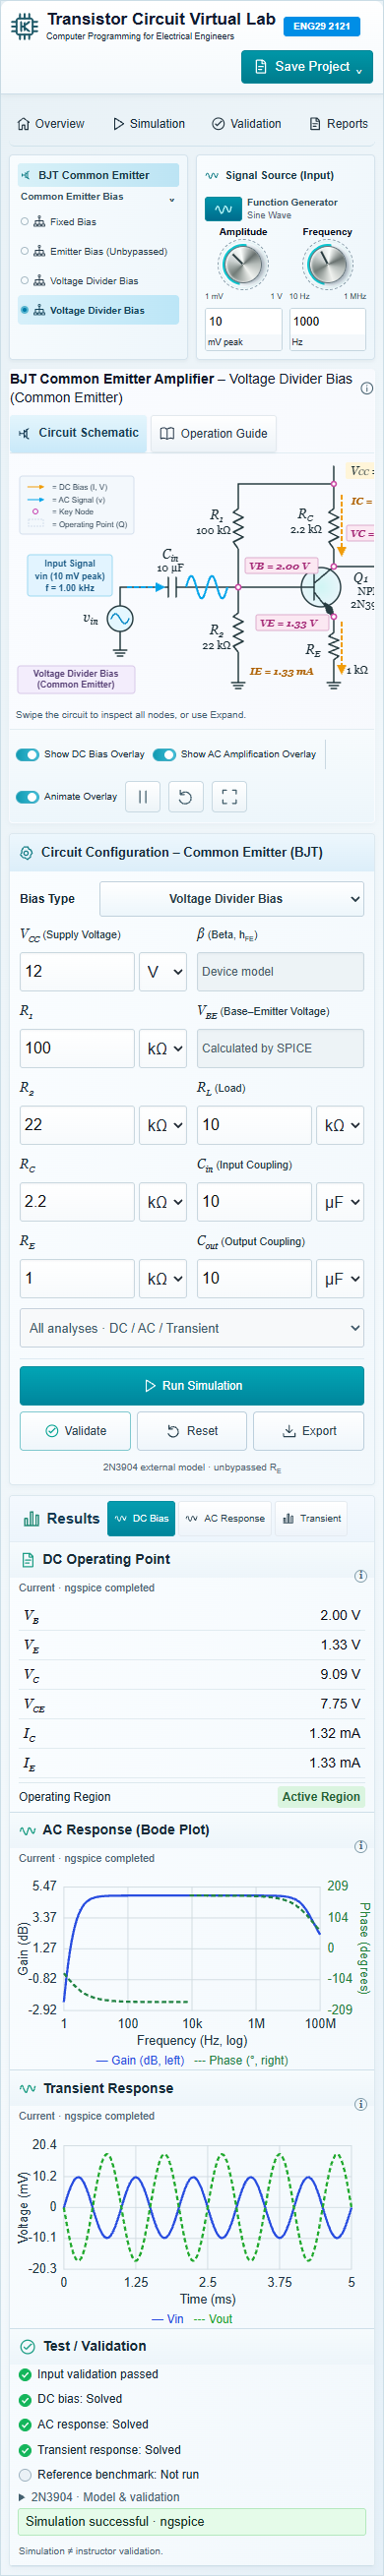 Transistor Circuit Virtual Lab
ENG29 2121
Computer Programming for Electrical Engineers
Save Project
Overview
Simulation
Validation
Reports
BJT Common Emitter
Common Emitter Bias
Fixed Bias
Emitter Bias (Unbypassed)
Voltage Divider Bias
Voltage Divider Bias
Signal Source (Input)
Function Generator
Sine Wave
Amplitude
Frequency
1 mV
1 V
10 Hz
1 MHz
10
mV peak
1000
Hz
BJT Common Emitter Amplifier – Voltage Divider Bias
(Common Emitter)
Circuit Schematic
Operation Guide
= DC Bias (I, V)
= AC Signal (v)
= Key Node
= Operating Point (Q)
Input Signal
vin (10 mV peak)
f = 1.00 kHz
vin
Cin
10 µF
R1
100 kΩ
R2
22 kΩ
RC
2.2 kΩ
VCC =
IC =
VC =
VB = 2.00 V
Q1
NP
2N39
VE = 1.33 V
RE
1 kΩ
IE = 1.33 mA
Voltage Divider Bias
(Common Emitter)
Swipe the circuit to inspect all nodes, or use Expand.
Show DC Bias Overlay
Show AC Amplification Overlay
Animate Overlay
Circuit Configuration – Common Emitter (BJT)
Bias Type
Voltage Divider Bias
VCC (Supply Voltage)
β (Beta, hFE)
12
V
Device model
R1
VBE (Base–Emitter Voltage)
100
kΩ
Calculated by SPICE
R2
RL (Load)
22
kΩ
10
kΩ
RC
Cin (Input Coupling)
2.2
kΩ
10
µF
RE
Cout (Output Coupling)
1
kΩ
10
µF
All analyses · DC / AC / Transient
Run Simulation
Validate
Reset
Export
2N3904 external model · unbypassed RE
Results
DC Bias
AC Response
Transient
DC Operating Point
Current · ngspice completed
VB 2.00 V
VE 1.33 V
VC 9.09 V
VCE 7.75 V
IC 1.32 mA
IE 1.33 mA
Operating Region Active Region
AC Response (Bode Plot)
Current · ngspice completed
5.47
3.37
1.27
-0.82
-2.92
Gain (dB)
209
104
0
-104
-209
Phase (degrees)
1
100
10k
1M
100M
Frequency (Hz, log)
— Gain (dB, left) --- Phase (°, right)
Transient Response
Current · ngspice completed
20.4
10.2
0
-10.1
-20.3
Voltage (mV)
0
1.25
2.5
3.75
5
Time (ms)
— Vin --- Vout
Test / Validation
Input validation passed
DC bias: Solved
AC response: Solved
Transient response: Solved
Reference benchmark: Not run
2N3904 · Model & validation
Simulation successful · ngspice
Simulation ≠ instructor validation.